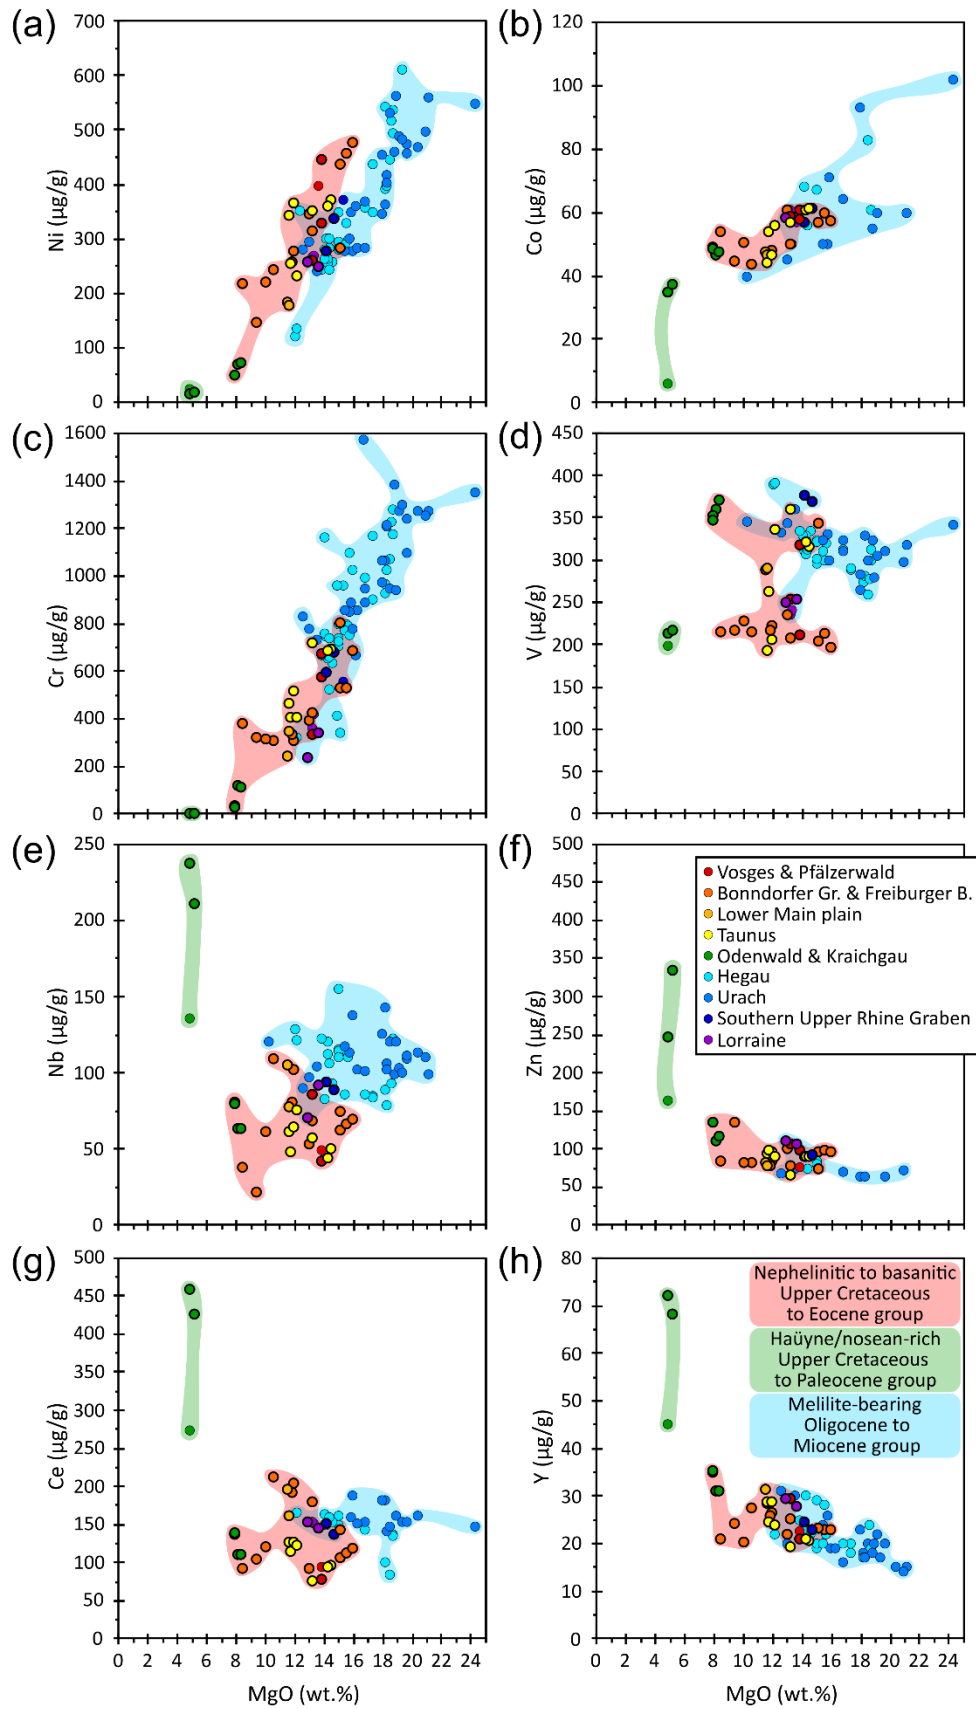 (a)
700
600
500
400
300
200
100
0
Ni (µg/g)
(b)
120
100
80
60
40
20
0
Co (µg/g)
(c)
1600
1400
1200
1000
800
600
400
200
0
Cr (µg/g)
(d)
450
400
350
300
250
200
150
100
50
0
V (µg/g)
(e)
250
200
150
100
50
0
Nb (µg/g)
(f)
500
450
400
350
300
250
200
150
100
50
0
Zn (µg/g)
Vosges & Pfälzerwald
Bonndorfer Gr. & Freiburger B.
Lower Main plain
Taunus
Odenwald & Kraichgau
Hegau
Urach
Southern Upper Rhine Graben
Lorraine
(g)
500
450
400
350
300
250
200
150
100
50
0
Ce (µg/g)
0 2 4 6 8 10 12 14 16 18 20 22 24
MgO (wt.%)
(h)
80
70
60
50
40
30
20
10
0
Y (µg/g)
Nephelinitic to basanitic
Upper Cretaceous
to Eocene group
Haüyne/nosean-rich
Upper Cretaceous
to Paleocene group
Melilite-bearing
Oligocene to
Miocene group
0 2 4 6 8 10 12 14 16 18 20 22 24
MgO (wt.%)